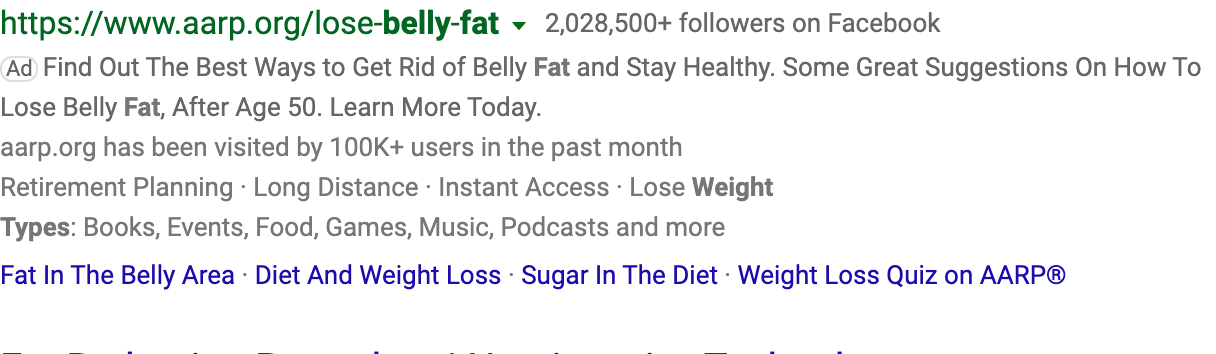 https://www.aarp.org/lose-belly-fat 2,028,500+ followers on Facebook
Ad Find Out The Best Ways to Get Rid of Belly Fat and Stay Healthy. Some Great Suggestions On How To
Lose Belly Fat, After Age 50. Learn More Today.
aarp.org has been visited by 100K+ users in the past month
Retirement Planning · Long Distance · Instant Access · Lose Weight
Types: Books, Events, Food, Games, Music, Podcasts and more
Fat In The Belly Area · Diet And Weight Loss · Sugar In The Diet · Weight Loss Quiz on AARP®